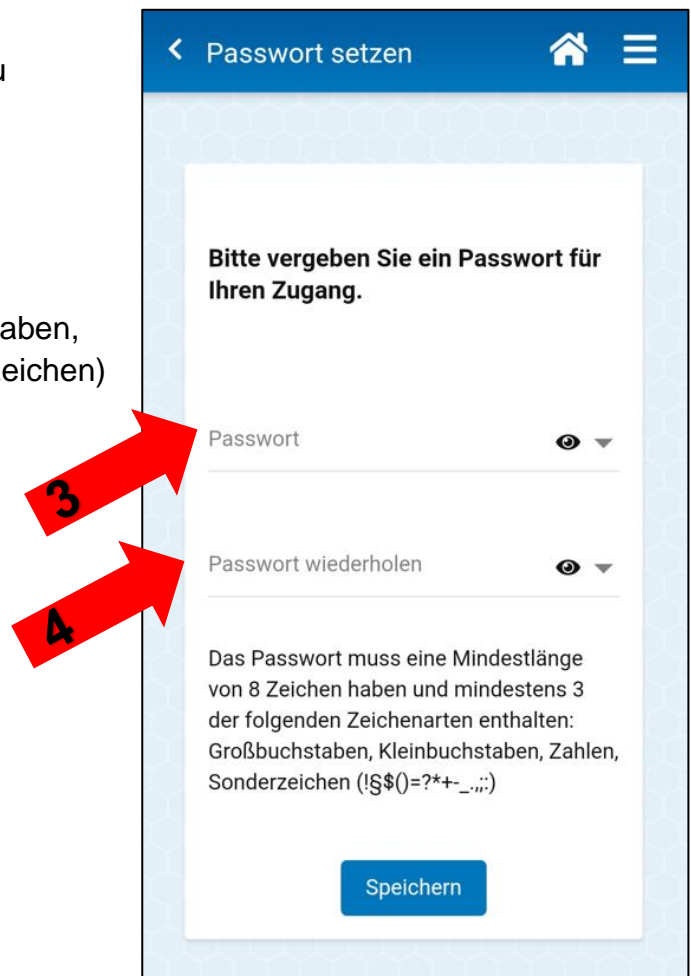 Passwort setzen
u
Bitte vergeben Sie ein Passwort für
Ihren Zugang.
aben,
eichen)
Passwort
3
Passwort wiederholen
4
Das Passwort muss eine Mindestlänge
von 8 Zeichen haben und mindestens 3
der folgenden Zeichenarten enthalten:
Großbuchstaben, Kleinbuchstaben, Zahlen,
Sonderzeichen (!§$()=?*+-_.,;:)
Speichern